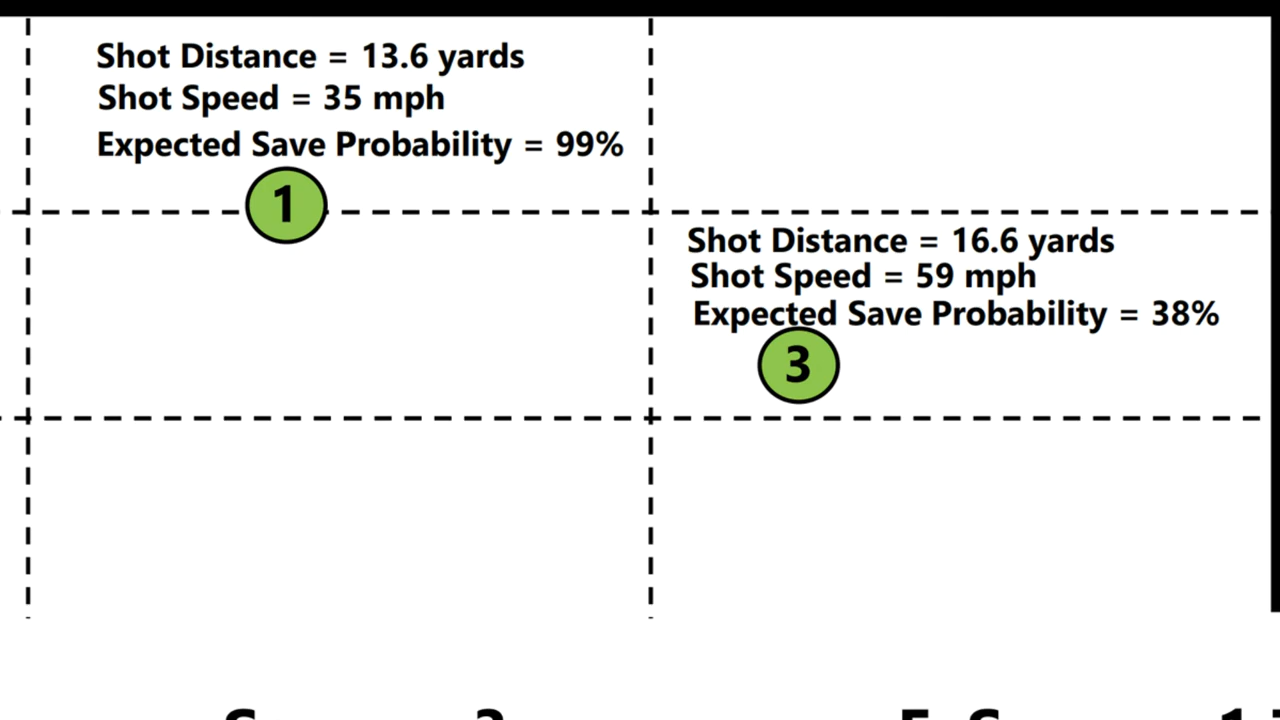 Shot Distance = 13.6 yards
Shot Speed = 35 mph
Expected Save Probability = 99%
1
Shot Distance = 16.6 yards
Shot Speed = 59 mph
Expected Save Probability = 38%
3